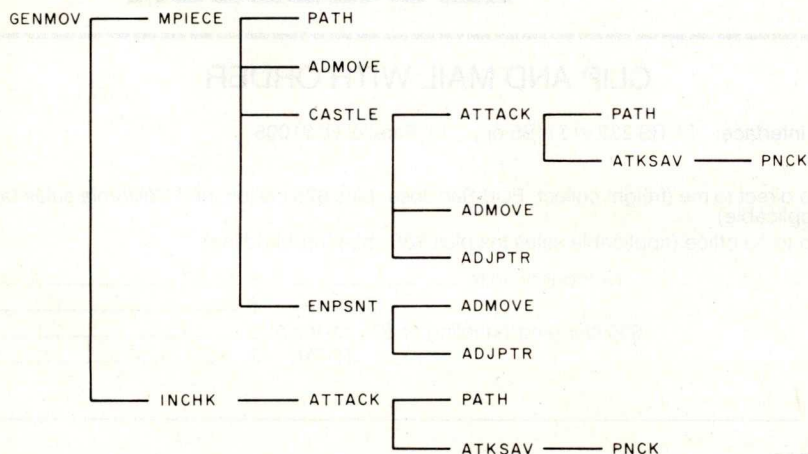 GENMOV MPIECE PATH
ADMOVE
CASTLE ATTACK PATH
ATKSAV PNCK
ADMOVE
ADJPTR
ENPSNT ADMOVE
ADJPTR
INCHK ATTACK PATH
ATKSAV PNCK